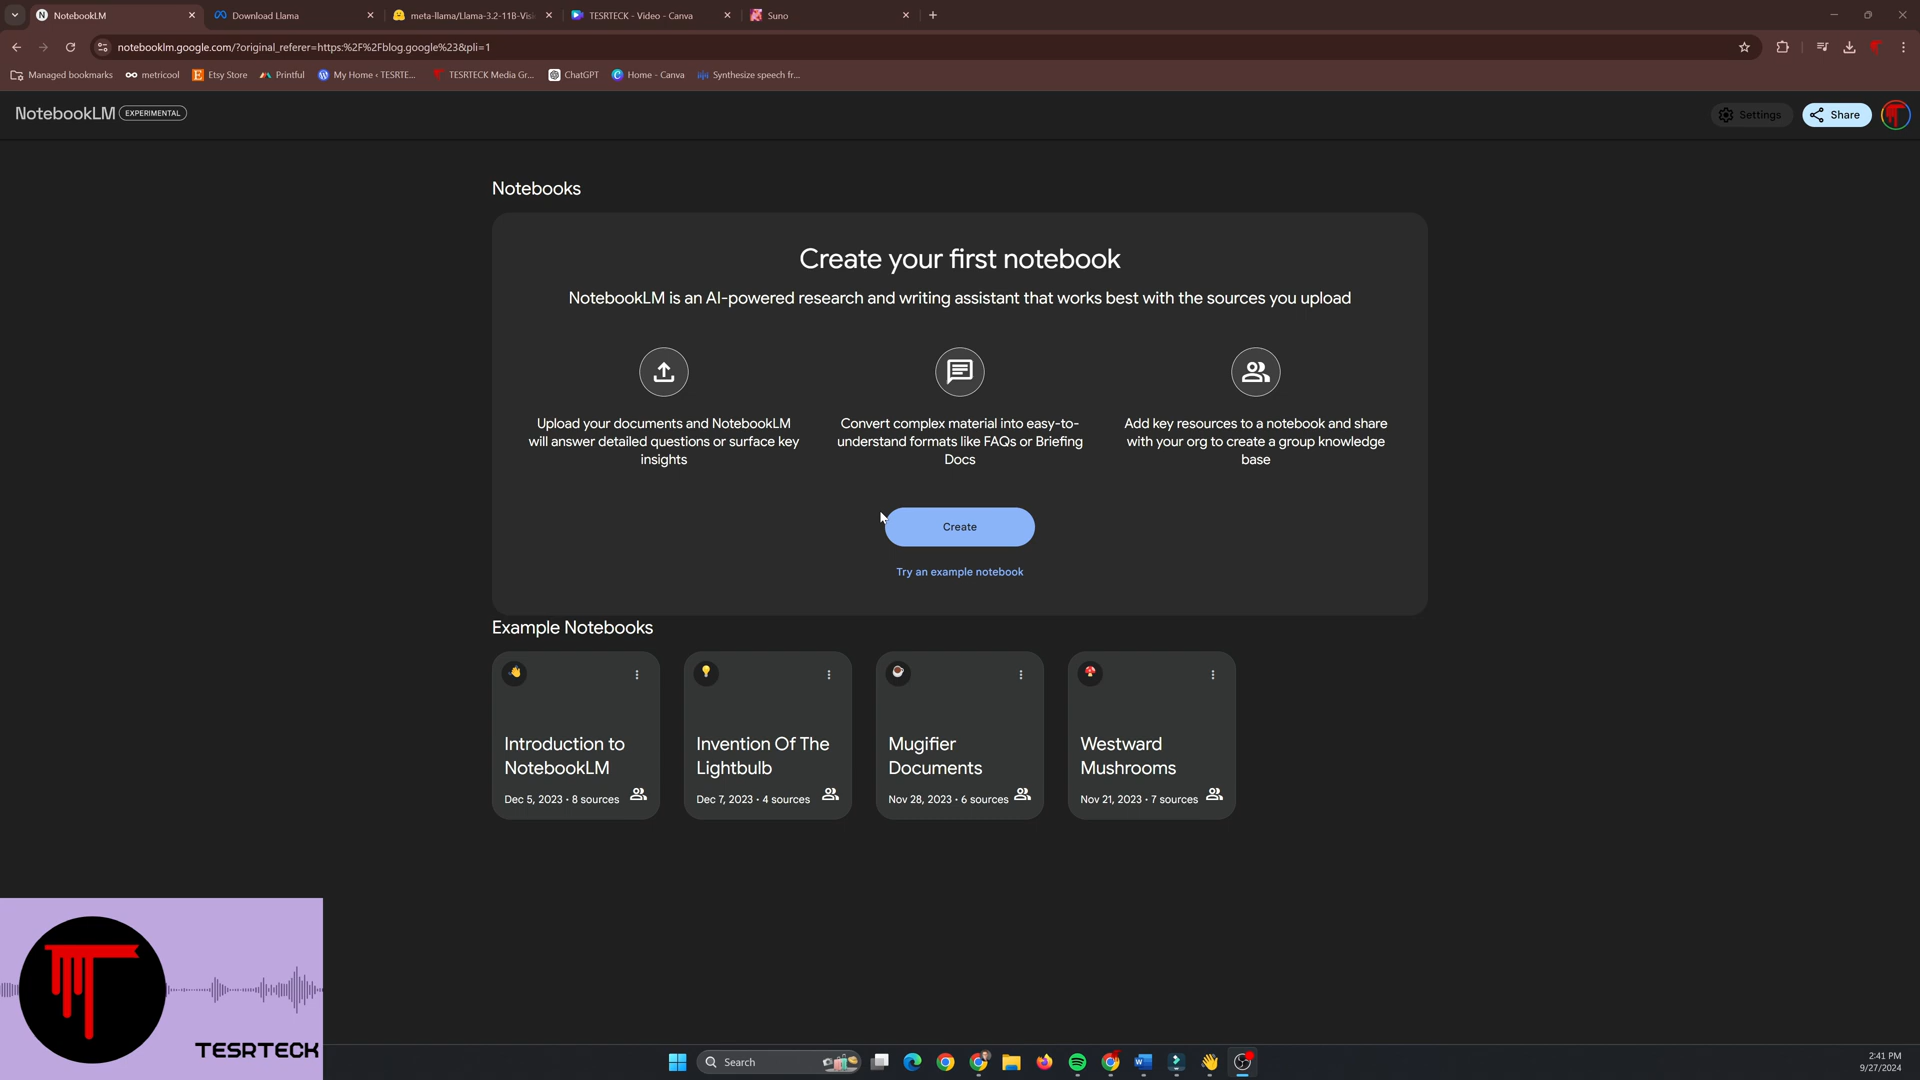 NotebookLM
Download Llama
meta-llama/Llama-3.2-11B-Vis
TESRTECK - Video - Canva
Suno
notebooklm.google.com/?original_referer=https:%2F%2Fblog.google%23&pli=1
Managed bookmarks
metricool
Etsy Store
Printful
My Home ‹ TESRTE...
TESRTECK Media Gr...
ChatGPT
Home - Canva
Synthesize speech fr...
NotebookLM EXPERIMENTAL
Settings
Share
Notebooks
Create your first notebook
NotebookLM is an AI-powered research and writing assistant that works best with the sources you upload
Upload your documents and NotebookLM
will answer detailed questions or surface key
insights
Convert complex material into easy-to-
understand formats like FAQs or Briefing
Docs
Add key resources to a notebook and share
with your org to create a group knowledge
base
Create
Try an example notebook
Example Notebooks
Introduction to
NotebookLM
Dec 5, 2023 • 8 sources
Invention Of The
Lightbulb
Dec 7, 2023 • 4 sources
Mugifier
Documents
Nov 28, 2023 • 6 sources
Westward
Mushrooms
Nov 21, 2023 • 7 sources
TESRTECK
Search
2:41 PM
9/27/2024